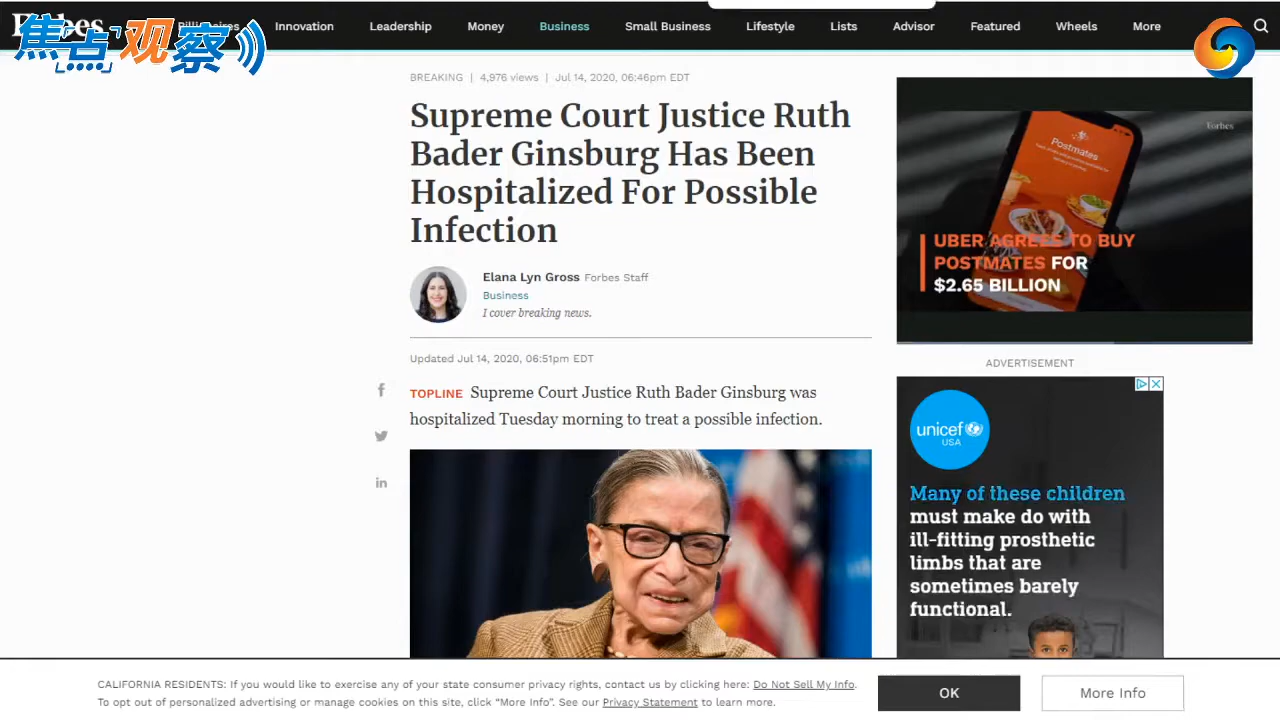 Forbes
焦点观察
Billionaires
Innovation
Leadership
Money
Business
Small Business
Lifestyle
Lists
Advisor
Featured
Wheels
More
BREAKING | 4,976 views | Jul 14, 2020, 06:46pm EDT
Supreme Court Justice Ruth
Bader Ginsburg Has Been
Hospitalized For Possible
Infection
Elana Lyn Gross Forbes Staff
Business
I cover breaking news.
Updated Jul 14, 2020, 06:51pm EDT
TOPLINE Supreme Court Justice Ruth Bader Ginsburg was
hospitalized Tuesday morning to treat a possible infection.
Forbes
Postmates
UBER AGREES TO BUY
POSTMATES FOR
$2.65 BILLION
ADVERTISEMENT
unicef
USA
Many of these children
must make do with
ill-fitting prosthetic
limbs that are
sometimes barely
functional.
CALIFORNIA RESIDENTS: If you would like to exercise any of your state consumer privacy rights, contact us by clicking here: Do Not Sell My Info.
To opt out of personalized advertising or manage cookies on this site, click “More Info”. See our Privacy Statement to learn more.
OK
More Info